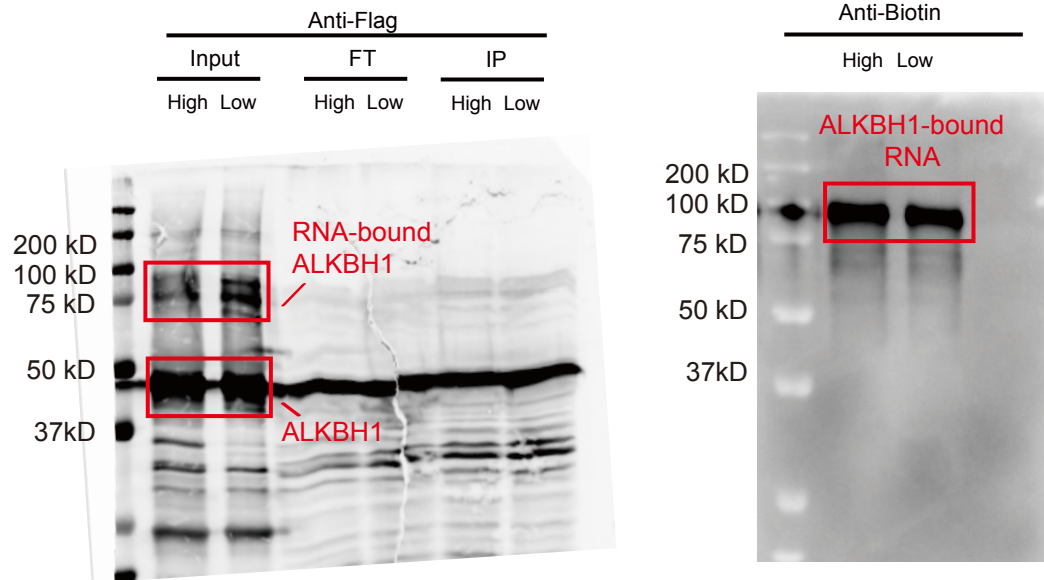 Anti-Flag
Input FT IP
High Low High Low High Low
200 kD
100 kD
75 kD
50 kD
37kD
RNA-bound
ALKBH1
ALKBH1
Anti-Biotin
High Low
200 kD
100 kD
75 kD
50 kD
37kD
ALKBH1-bound
RNA